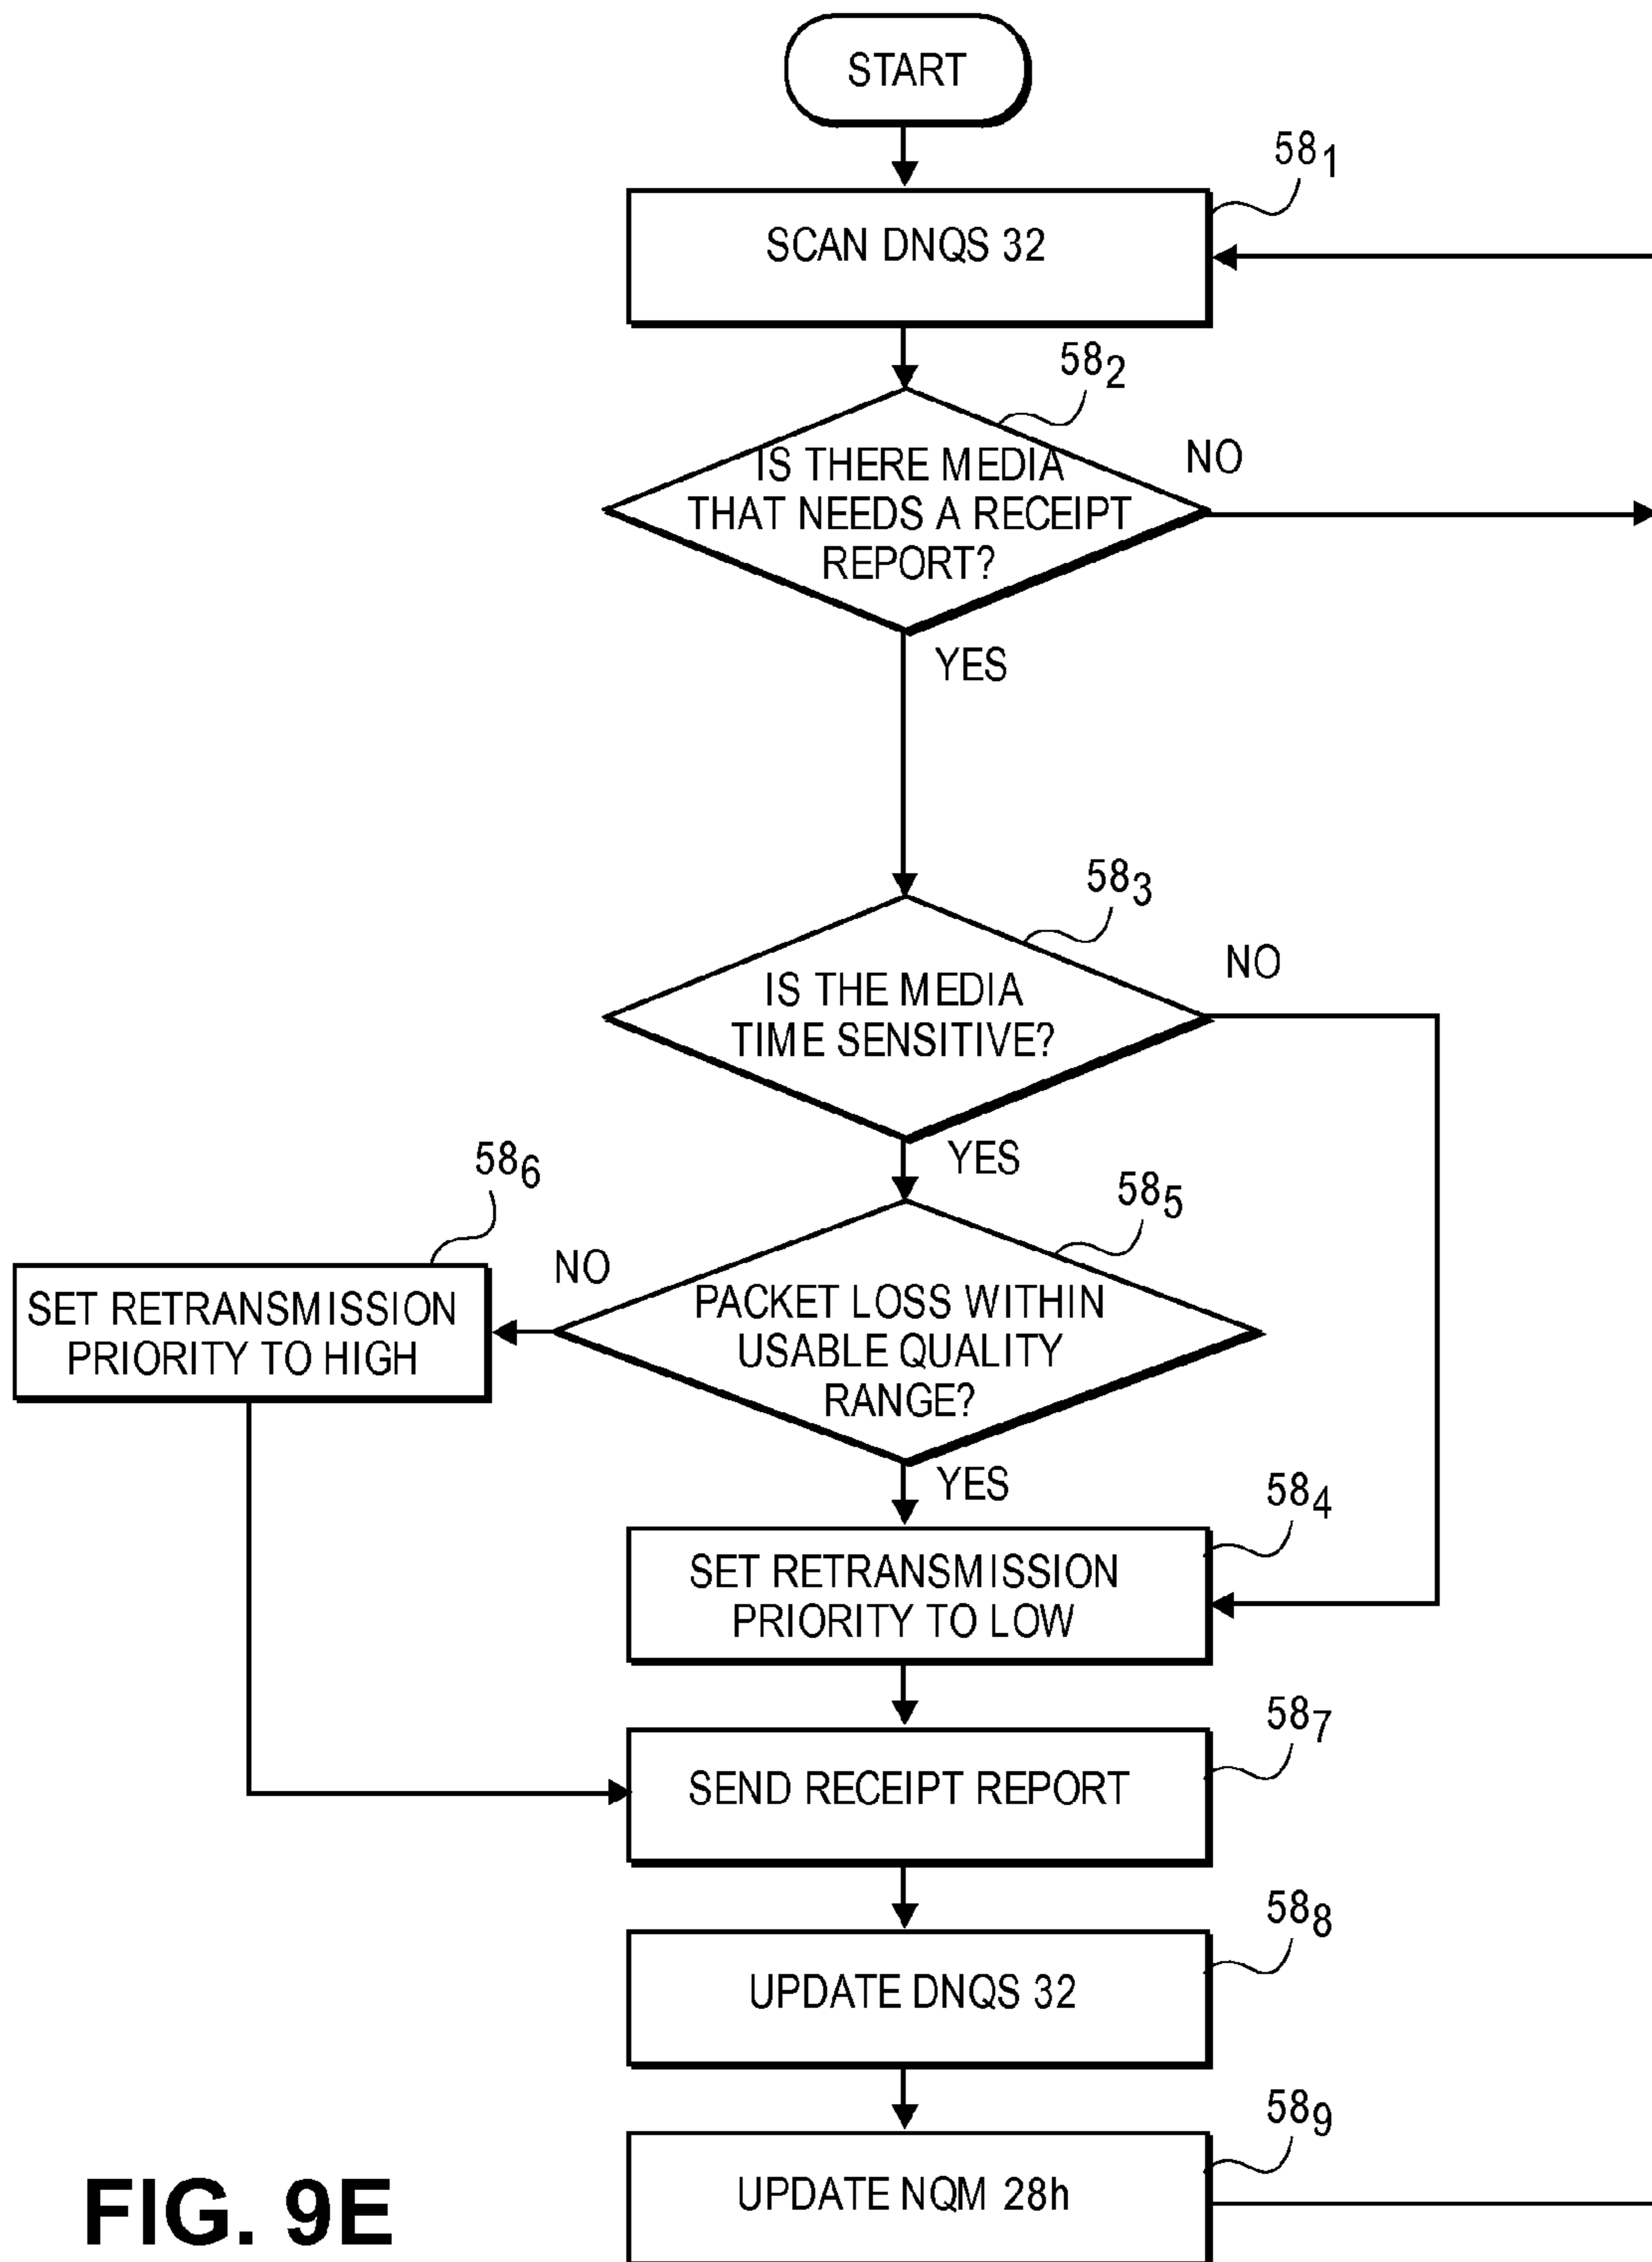 START
58₁
SCAN DNQS 32
58₂
IS THERE MEDIA
THAT NEEDS A RECEIPT
REPORT?
NO
YES
58₃
IS THE MEDIA
TIME SENSITIVE?
NO
YES
58₆
58₅
NO
SET RETRANSMISSION
PRIORITY TO HIGH
PACKET LOSS WITHIN
USABLE QUALITY
RANGE?
YES
58₄
SET RETRANSMISSION
PRIORITY TO LOW
58₇
SEND RECEIPT REPORT
58₈
UPDATE DNQS 32
58₉
UPDATE NQM 28h
FIG. 9E